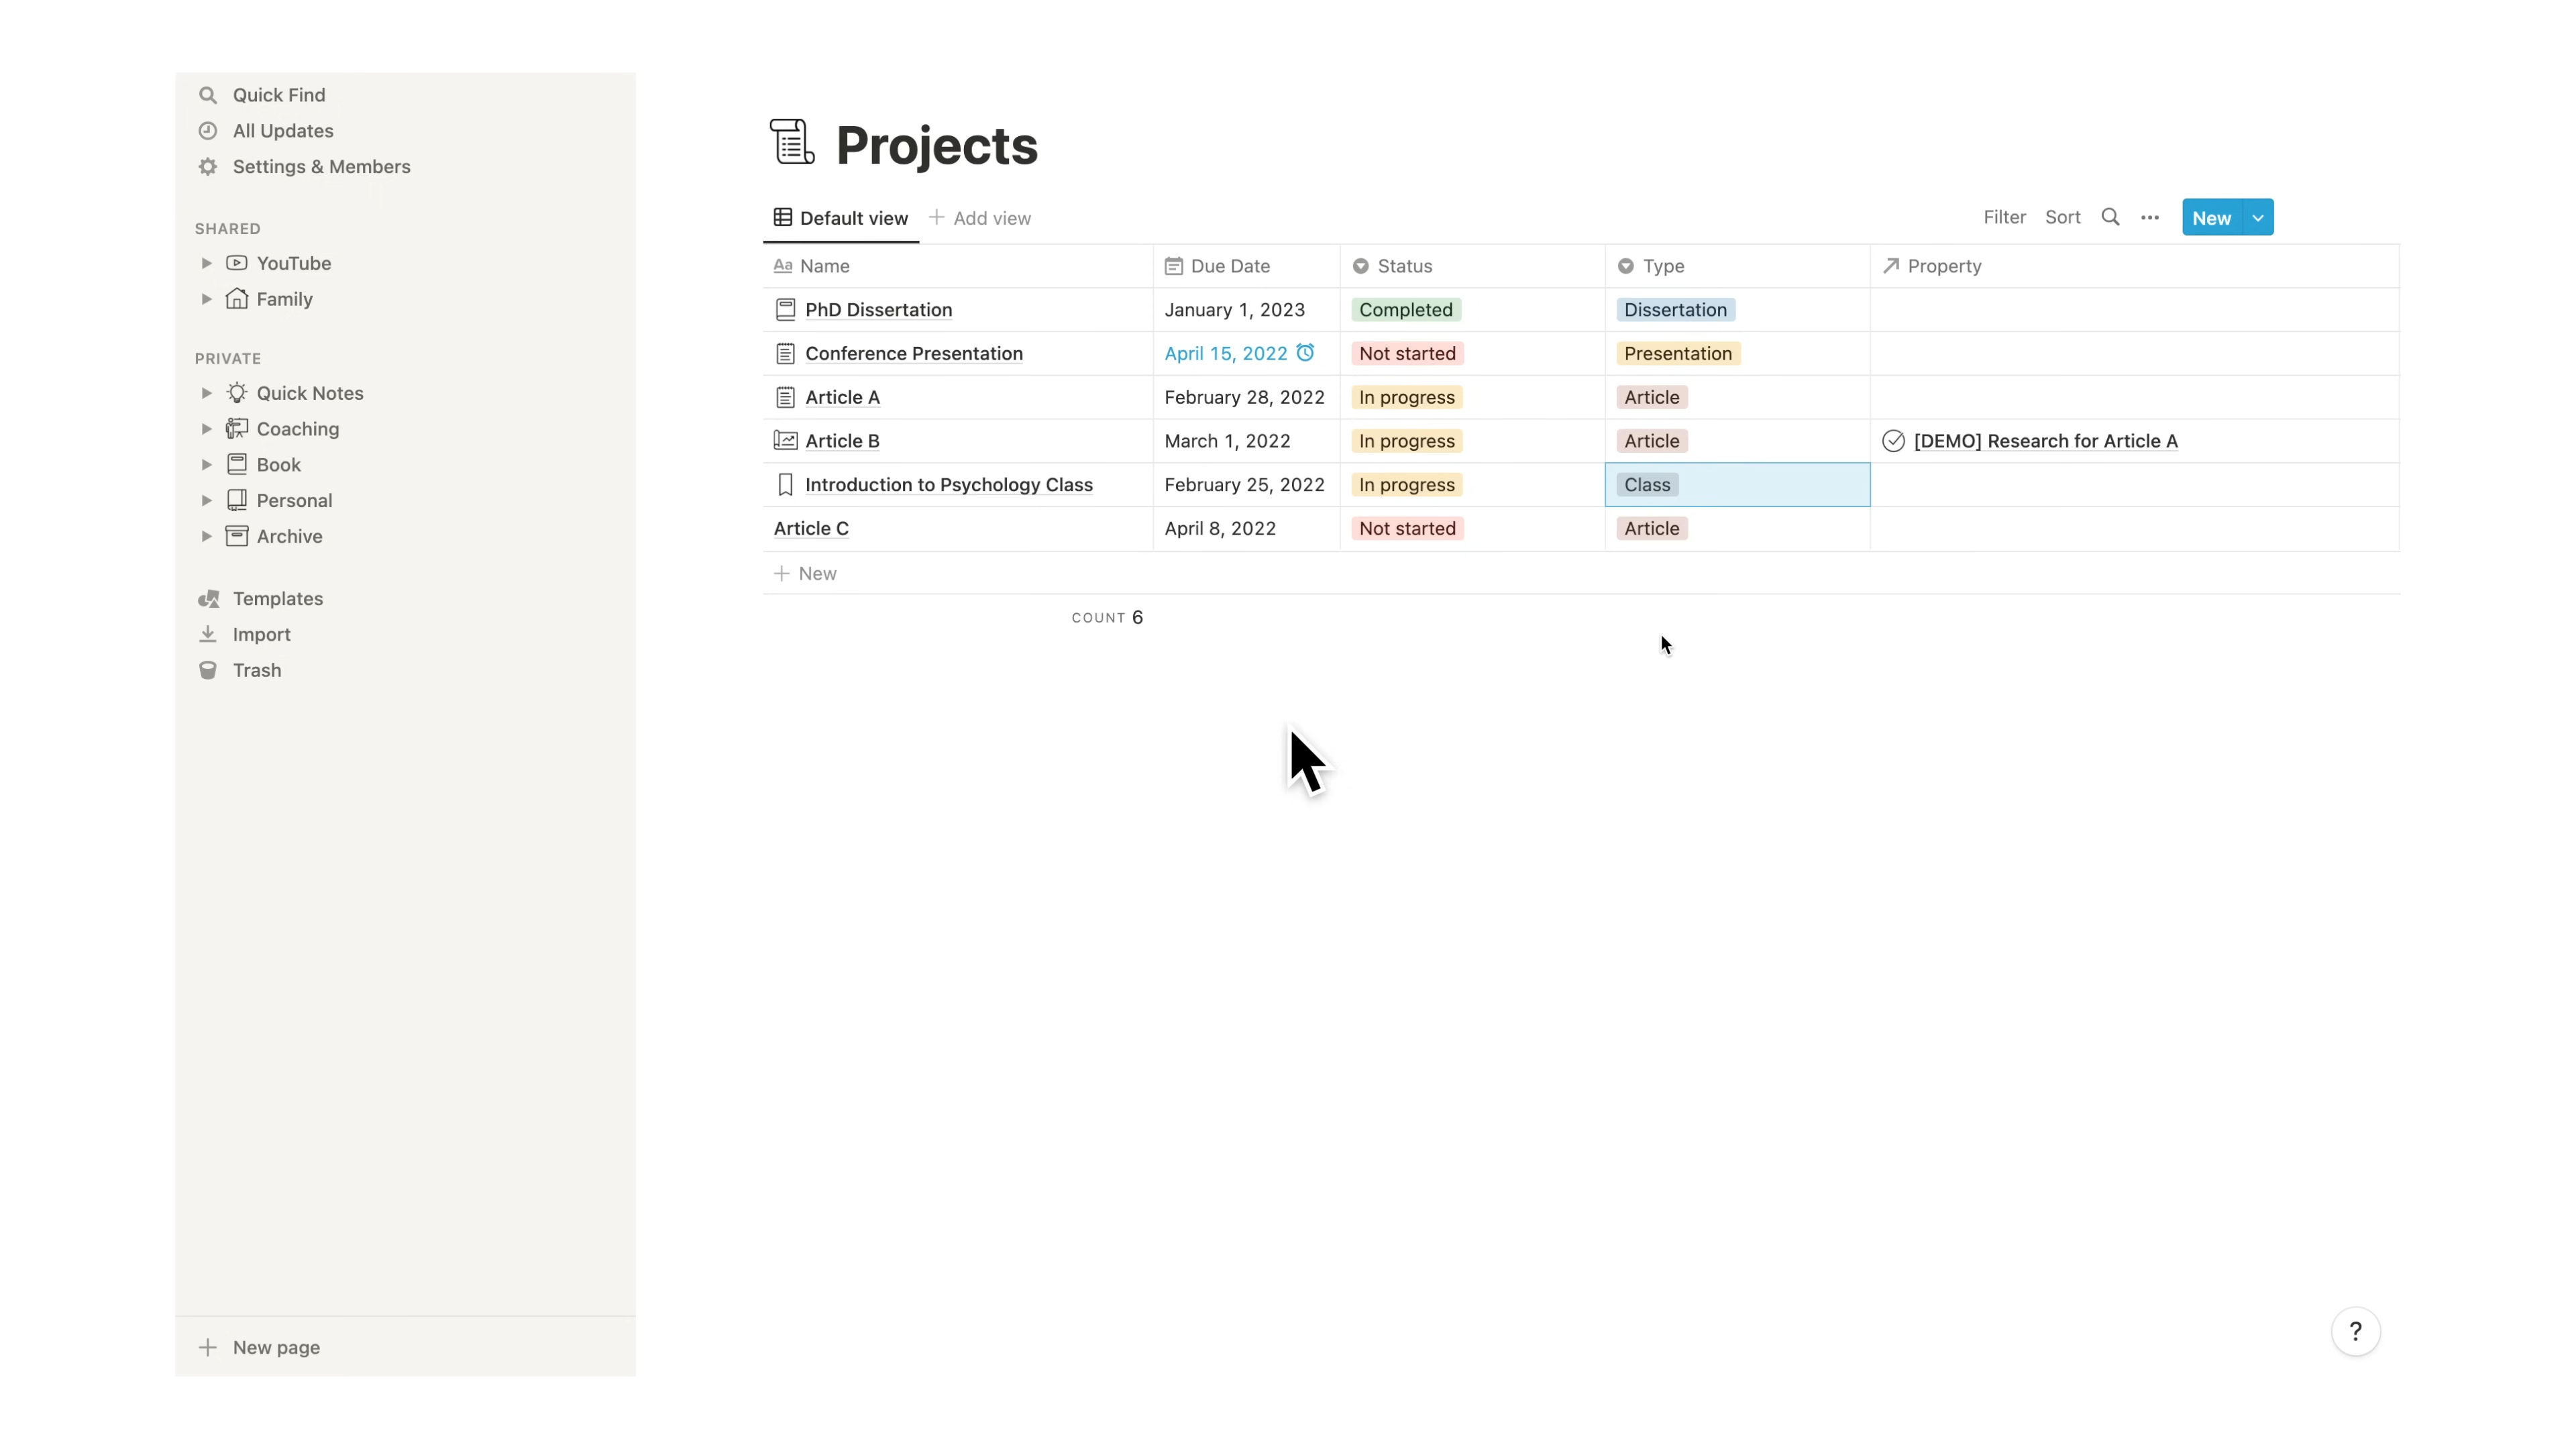 Quick Find
All Updates
Settings & Members
SHARED
YouTube
Family
PRIVATE
Quick Notes
Coaching
Book
Personal
Archive
Templates
Import
Trash
New page
Projects
Default view Add view Filter Sort New
Aa Name Due Date Status Type Property
PhD Dissertation January 1, 2023 Completed Dissertation
Conference Presentation April 15, 2022 Not started Presentation
Article A February 28, 2022 In progress Article
Article B March 1, 2022 In progress Article [DEMO] Research for Article A
Introduction to Psychology Class February 25, 2022 In progress Class
Article C April 8, 2022 Not started Article
New
COUNT 6
?